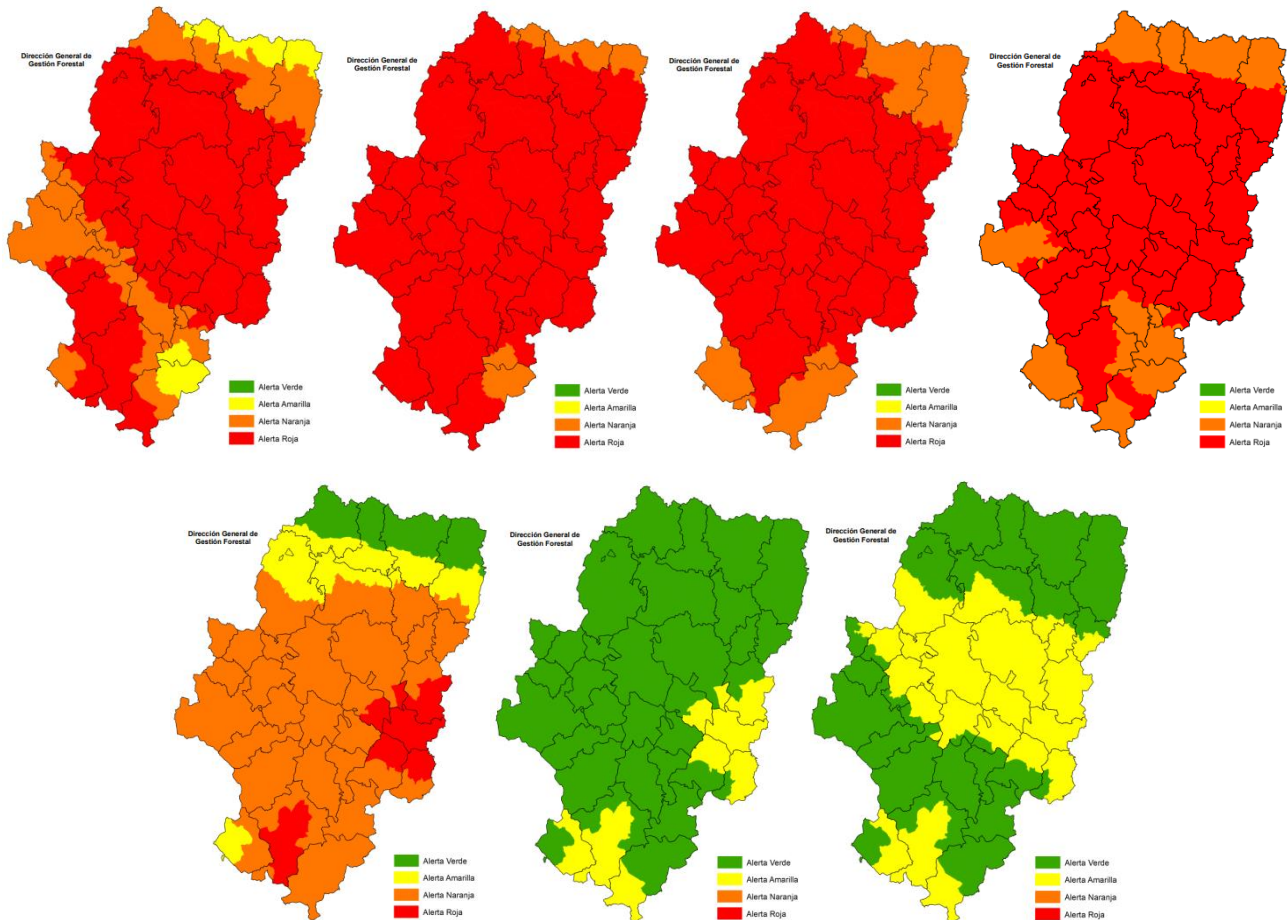 Dirección General de
Gestión Forestal
Alerta Verde
Alerta Amarilla
Alerta Naranja
Alerta Roja
Dirección General de
Gestión Forestal
Alerta Verde
Alerta Amarilla
Alerta Naranja
Alerta Roja
Dirección General de
Gestión Forestal
Alerta Verde
Alerta Amarilla
Alerta Naranja
Alerta Roja
Dirección General de
Gestión Forestal
Alerta Verde
Alerta Amarilla
Alerta Naranja
Alerta Roja
Dirección General de
Gestión Forestal
Alerta Verde
Alerta Amarilla
Alerta Naranja
Alerta Roja
Dirección General de
Gestión Forestal
Alerta Verde
Alerta Amarilla
Alerta Naranja
Alerta Roja
Dirección General de
Gestión Forestal
Alerta Verde
Alerta Amarilla
Alerta Naranja
Alerta Roja